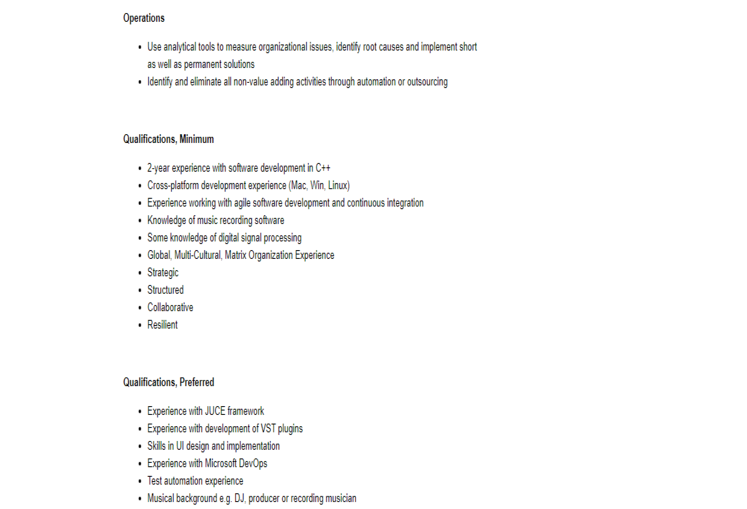 Operations
• Use analytical tools to measure organizational issues, identify root causes and implement short
as well as permanent solutions
• Identify and eliminate all non-value adding activities through automation or outsourcing
Qualifications, Minimum
• 2-year experience with software development in C++
• Cross-platform development experience (Mac, Win, Linux)
• Experience working with agile software development and continuous integration
• Knowledge of music recording software
• Some knowledge of digital signal processing
• Global, Multi-Cultural, Matrix Organization Experience
• Strategic
• Structured
• Collaborative
• Resilient
Qualifications, Preferred
• Experience with JUCE framework
• Experience with development of VST plugins
• Skills in UI design and implementation
• Experience with Microsoft DevOps
• Test automation experience
• Musical background e.g. DJ, producer or recording musician